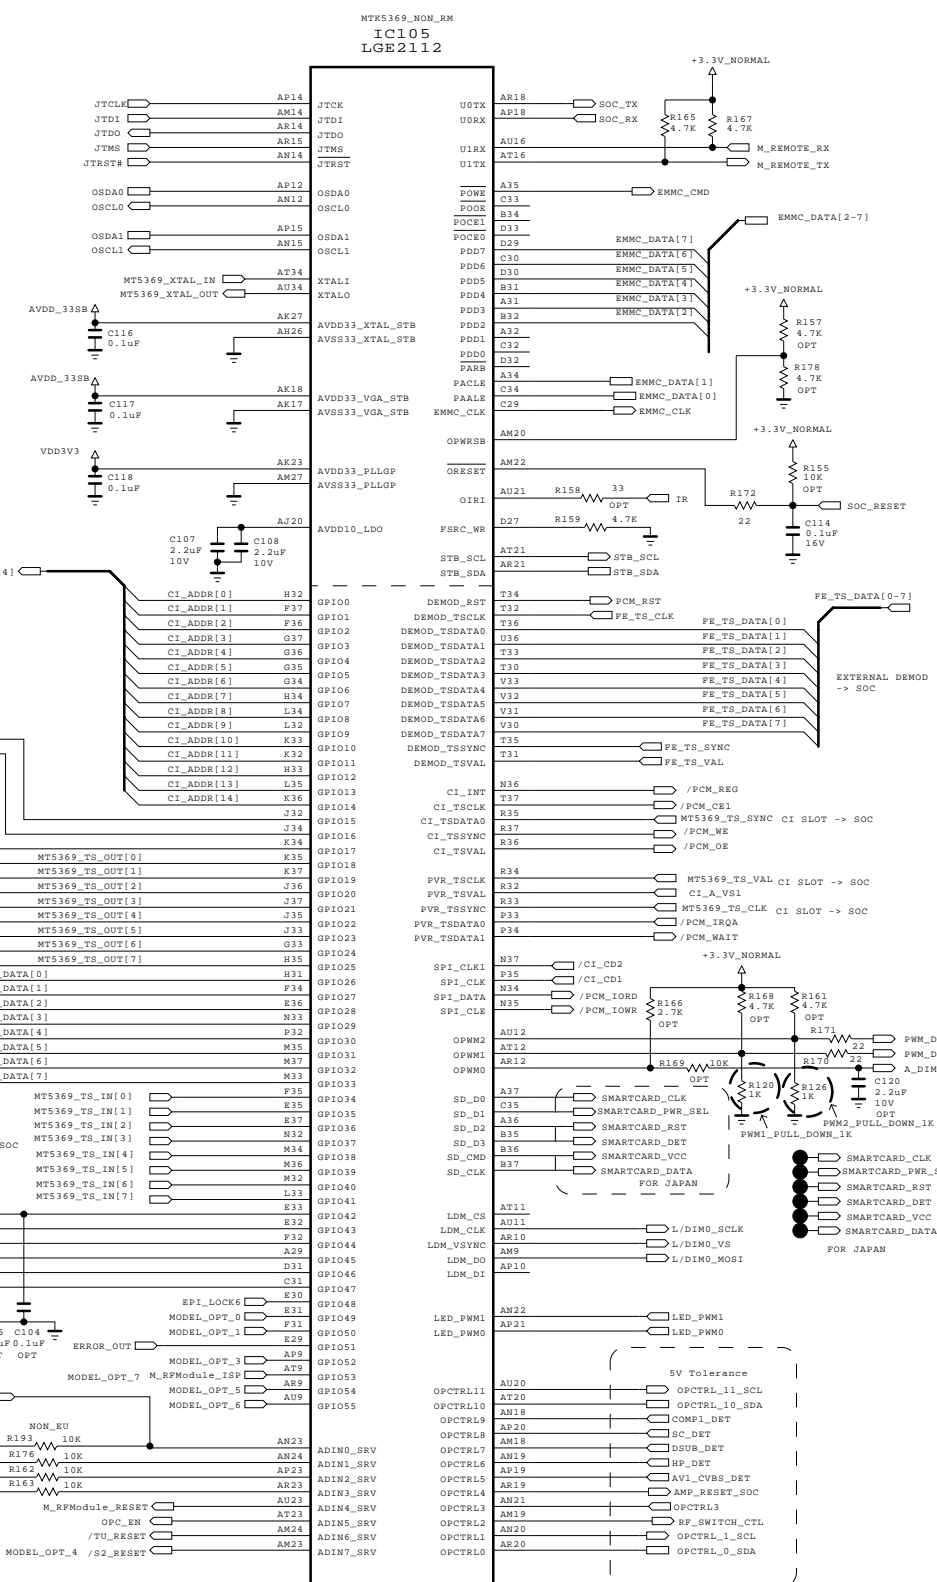 MTK5369_NON_RM
IC105
LGE2112
JTCLK AP14 JTCK
JTDI AM14 JTDI
JTDO AR14 JTDO
JTMS AR15 JTMS
JTRST# AN14 JTRST
OSDA0 AP12 OSDA0
OSCL0 AN12 OSCL0
OSDA1 AP15 OSDA1
OSCL1 AN15 OSCL1
MT5369_XTAL_IN AT34 XTALI
MT5369_XTAL_OUT AU34 XTALO
AVDD_33SB
C116
0.1uF
AK27 AVDD33_XTAL_STB
AH26 AVSS33_XTAL_STB
AVDD_33SB
C117
0.1uF
AK18 AVDD33_VGA_STB
AK17 AVSS33_VGA_STB
VDD3V3
C118
0.1uF
AK23 AVDD33_PLLGP
AM27 AVSS33_PLLGP
AJ20 AVDD10_LDO
C107
2.2uF
10V
C108
2.2uF
10V
4]
CI_ADDR[0] H32 GPIO0
CI_ADDR[1] F37 GPIO1
CI_ADDR[2] F36 GPIO2
CI_ADDR[3] G37 GPIO3
CI_ADDR[4] G36 GPIO4
CI_ADDR[5] G35 GPIO5
CI_ADDR[6] G34 GPIO6
CI_ADDR[7] H34 GPIO7
CI_ADDR[8] L34 GPIO8
CI_ADDR[9] L32 GPIO9
CI_ADDR[10] K33 GPIO10
CI_ADDR[11] K32 GPIO11
CI_ADDR[12] H33 GPIO12
CI_ADDR[13] L35 GPIO13
CI_ADDR[14] K36 GPIO14
J32 GPIO15
J34 GPIO16
K34 GPIO17
MT5369_TS_OUT[0] K35 GPIO18
MT5369_TS_OUT[1] K37 GPIO19
MT5369_TS_OUT[2] J36 GPIO20
MT5369_TS_OUT[3] J37 GPIO21
MT5369_TS_OUT[4] J35 GPIO22
MT5369_TS_OUT[5] J33 GPIO23
MT5369_TS_OUT[6] G33 GPIO24
MT5369_TS_OUT[7] H35 GPIO25
_DATA[0] H31 GPIO26
_DATA[1] F34 GPIO27
_DATA[2] E36 GPIO28
_DATA[3] N33 GPIO29
_DATA[4] P32 GPIO30
_DATA[5] M35 GPIO31
_DATA[6] M37 GPIO32
_DATA[7] M33 GPIO33
MT5369_TS_IN[0] F35 GPIO34
MT5369_TS_IN[1] E35 GPIO35
MT5369_TS_IN[2] E37 GPIO36
MT5369_TS_IN[3] N32 GPIO37
SOC
MT5369_TS_IN[4] M34 GPIO38
MT5369_TS_IN[5] M36 GPIO39
MT5369_TS_IN[6] M32 GPIO40
MT5369_TS_IN[7] L33 GPIO41
E33 GPIO42
E32 GPIO43
F32 GPIO44
A29 GPIO45
D31 GPIO46
C31 GPIO47
EPI_LOCK6 E30 GPIO48
MODEL_OPT_0 E31 GPIO49
MODEL_OPT_1 F31 GPIO50
C104
0.1uF
OPT
ERROR_OUT E29 GPIO51
MODEL_OPT_3 AP9 GPIO52
MODEL_OPT_7 M_RFModule_ISP AT9 GPIO53
MODEL_OPT_5 AR9 GPIO54
MODEL_OPT_6 AU9 GPIO55
NON_EU
R193 10K AN23 ADIN0_SRV
R176 10K AN24 ADIN1_SRV
R162 10K AP23 ADIN2_SRV
R163 10K AR23 ADIN3_SRV
M_RFModule_RESET AU23 ADIN4_SRV
OPC_EN AT23 ADIN5_SRV
/TU_RESET AM24 ADIN6_SRV
MODEL_OPT_4 /S2_RESET AM23 ADIN7_SRV
+3.3V_NORMAL
U0TX AR18 SOC_TX
U0RX AP18 SOC_RX
R165
4.7K
R167
4.7K
U1RX AU16 M_REMOTE_RX
U1TX AT16 M_REMOTE_TX
POWE A35 EMMC_CMD
POOE C33
POCE1 B34
POCE0 D33
EMMC_DATA[2-7]
PDD7 D29 EMMC_DATA[7]
PDD6 C30 EMMC_DATA[6]
PDD5 D30 EMMC_DATA[5]
PDD4 B31 EMMC_DATA[4]
PDD3 A31 EMMC_DATA[3]
PDD2 B32 EMMC_DATA[2]
PDD1 A32
PDD0 C32
PARB D32
PACLE A34 EMMC_DATA[1]
PAALE C34 EMMC_DATA[0]
EMMC_CLK C29 EMMC_CLK
+3.3V_NORMAL
R157
4.7K
OPT
R178
4.7K
OPT
OPWRSB AM20
ORESET AM22
+3.3V_NORMAL
R155
10K
OPT
OIRI AU21 R158 33 OPT IR
R172
22
SOC_RESET
C114
0.1uF
16V
FSRC_WR D27 R159 4.7K
STB_SCL AT21 STB_SCL
STB_SDA AR21 STB_SDA
DEMOD_RST T34 PCM_RST
DEMOD_TSCLK T32 FE_TS_CLK
FE_TS_DATA[0-7]
DEMOD_TSDATA0 T36 FE_TS_DATA[0]
DEMOD_TSDATA1 U36 FE_TS_DATA[1]
DEMOD_TSDATA2 T33 FE_TS_DATA[2]
DEMOD_TSDATA3 T30 FE_TS_DATA[3]
DEMOD_TSDATA4 V33 FE_TS_DATA[4]
DEMOD_TSDATA5 V32 FE_TS_DATA[5]
DEMOD_TSDATA6 V31 FE_TS_DATA[6]
DEMOD_TSDATA7 V30 FE_TS_DATA[7]
EXTERNAL DEMOD
-> SOC
DEMOD_TSSYNC T35 FE_TS_SYNC
DEMOD_TSVAL T31 FE_TS_VAL
CI_INT N36 /PCM_REG
CI_TSCLK T37 /PCM_CE1
CI_TSDATA0 R35 MT5369_TS_SYNC CI SLOT -> SOC
CI_TSSYNC R37 /PCM_WE
CI_TSVAL R36 /PCM_OE
PVR_TSCLK R34 MT5369_TS_VAL CI SLOT -> SOC
PVR_TSVAL R32 CI_A_VS1
PVR_TSSYNC R33 MT5369_TS_CLK CI SLOT -> SOC
PVR_TSDATA0 P33 /PCM_IRQA
PVR_TSDATA1 P34 /PCM_WAIT
SPI_CLK1 N37 /CI_CD2
SPI_CLK P35 /CI_CD1
SPI_DATA N34 /PCM_IORD
SPI_CLE N35 /PCM_IOWR
+3.3V_NORMAL
R166
2.7K
OPT
R168
4.7K
OPT
R161
4.7K
OPT
OPWM2 AU12 R171 22 PWM_D
OPWM1 AT12 R170 22 PWM_D
OPWM0 AR12 R169 10K OPT A_DIM
R120
1K
R126
1K
C120
2.2uF
10V
OPT
PWM1_PULL_DOWN_1K
PWM2_PULL_DOWN_1K
SD_D0 A37 SMARTCARD_CLK
SD_D1 C35 SMARTCARD_PWR_SEL
SD_D2 A36 SMARTCARD_RST
SD_D3 B35 SMARTCARD_DET
SD_CMD B36 SMARTCARD_VCC
SD_CLK B37 SMARTCARD_DATA
FOR JAPAN
SMARTCARD_CLK
SMARTCARD_PWR_S
SMARTCARD_RST
SMARTCARD_DET
SMARTCARD_VCC
SMARTCARD_DATA
FOR JAPAN
LDM_CS AT11
LDM_CLK AU11 L/DIM0_SCLK
LDM_VSYNC AR10 L/DIM0_VS
LDM_DO AM9 L/DIM0_MOSI
LDM_DI AP10
LED_PWM1 AN22 LED_PWM1
LED_PWM0 AP21 LED_PWM0
5V Tolerance
OPCTRL11 AU20 OPCTRL_11_SCL
OPCTRL10 AT20 OPCTRL_10_SDA
OPCTRL9 AN18 COMP1_DET
OPCTRL8 AP20 SC_DET
OPCTRL7 AM18 DSUB_DET
OPCTRL6 AN19 HP_DET
OPCTRL5 AP19 AV1_CVBS_DET
OPCTRL4 AR19 AMP_RESET_SOC
OPCTRL3 AN21 OPCTRL3
OPCTRL2 AM19 RF_SWITCH_CTL
OPCTRL1 AN20 OPCTRL_1_SCL
OPCTRL0 AR20 OPCTRL_0_SDA